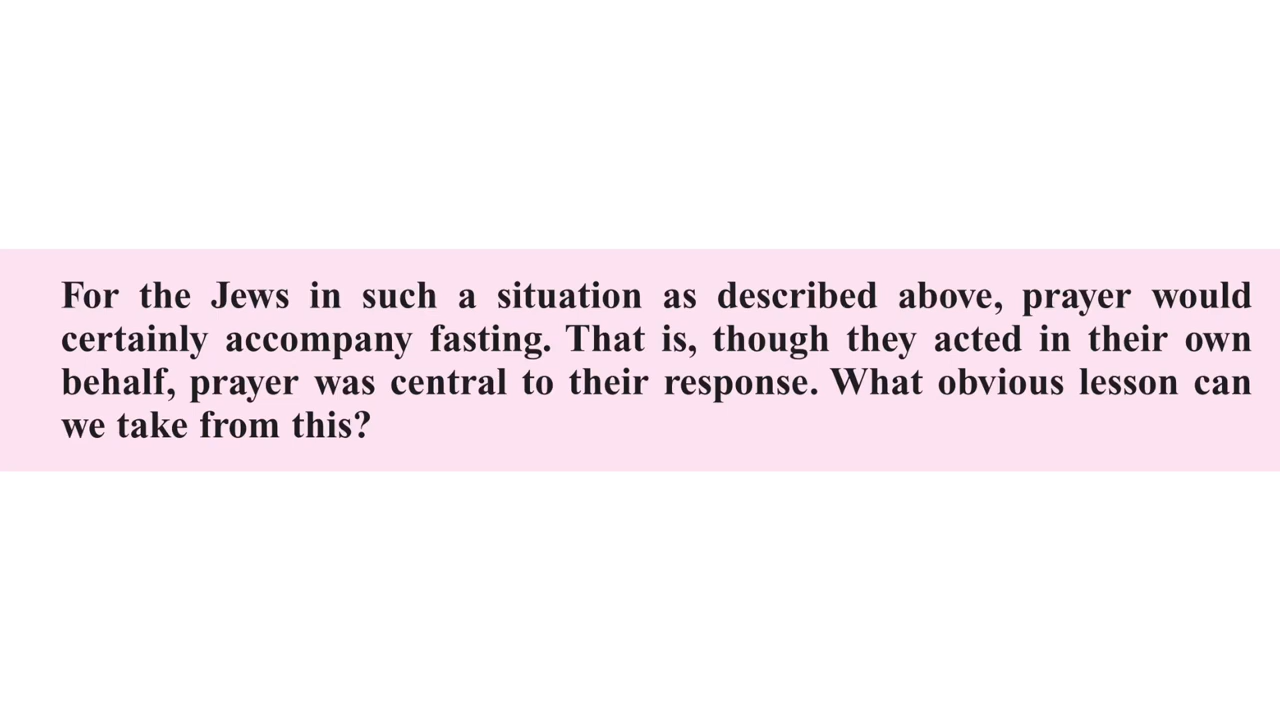 For the Jews in such a situation as described above, prayer would
certainly accompany fasting. That is, though they acted in their own
behalf, prayer was central to their response. What obvious lesson can
we take from this?